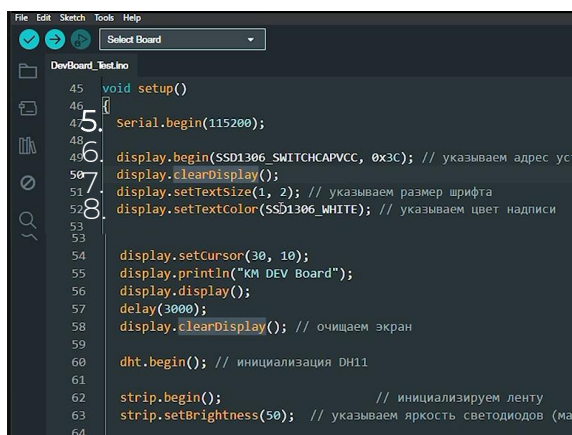 File Edit Sketch Tools Help
Select Board
DevBoard_Test.ino
45 void setup()
46 {
47 5. Serial.begin(115200);
48
49 6. display.begin(SSD1306_SWITCHCAPVCC, 0x3C); // указываем адрес уст
50 display.clearDisplay();
51 7. display.setTextSize(1, 2); // указываем размер шрифта
52 8. display.setTextColor(SSD1306_WHITE); // указываем цвет надписи
53
53
54 display.setCursor(30, 10);
55 display.println("KM DEV Board");
56 display.display();
57 delay(3000);
58 display.clearDisplay(); // очищаем экран
59
60 dht.begin(); // инициализация DH11
61
62 strip.begin(); // инициализируем ленту
63 strip.setBrightness(50); // указываем яркость светодиодов (ма
64